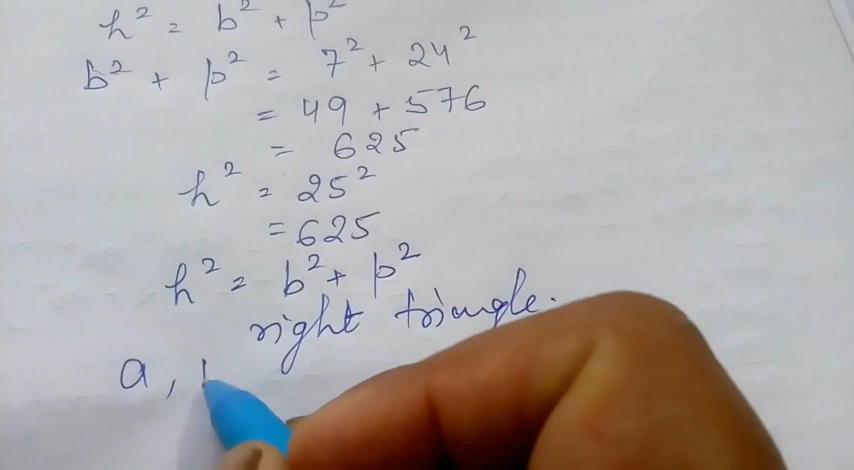 h² = b² + p²
b² + p² = 7² + 24²
= 49 + 576
= 625
h² = 25²
= 625
h² = b² + p²
right triangle.
a,